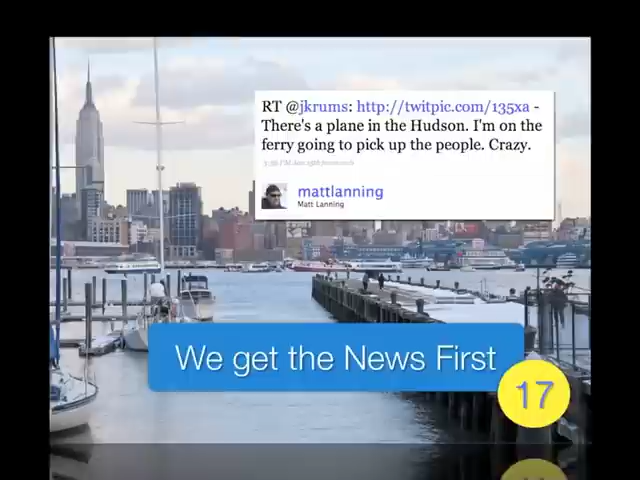 RT @jkrums: http://twitpic.com/135xa -
There's a plane in the Hudson. I'm on the
ferry going to pick up the people. Crazy.
mattlanning
Matt Lanning
We get the News First
17